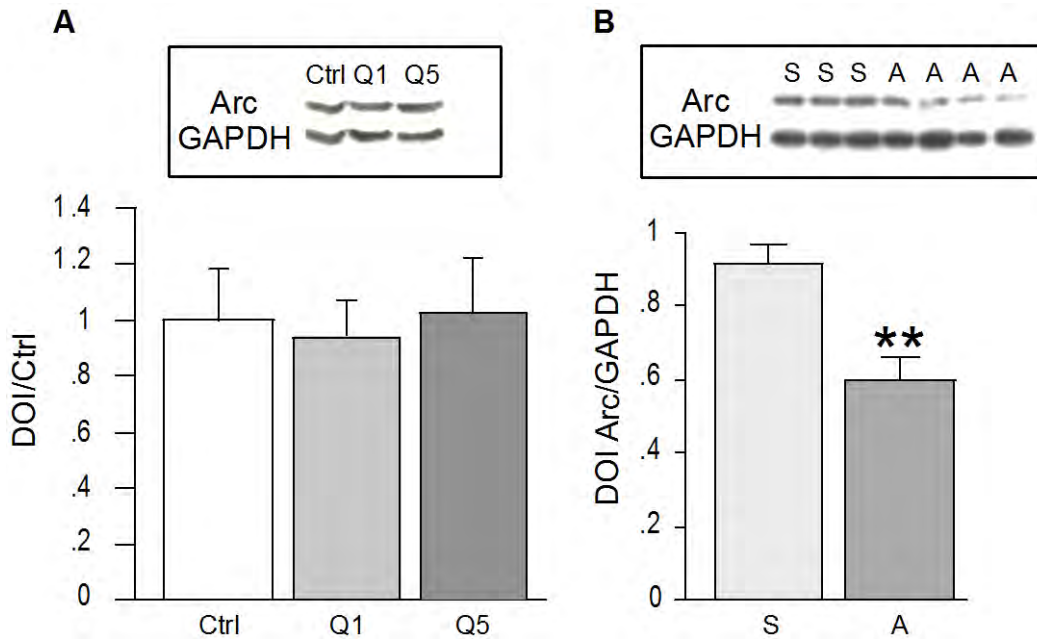 A
Ctrl Q1 Q5
Arc
GAPDH
1.4
1.2
1
.8
.6
.4
.2
0
DOI/Ctrl
Ctrl Q1 Q5
B
S S S A A A A
Arc
GAPDH
1
.8
.6
.4
.2
0
DOI Arc/GAPDH
**
S A